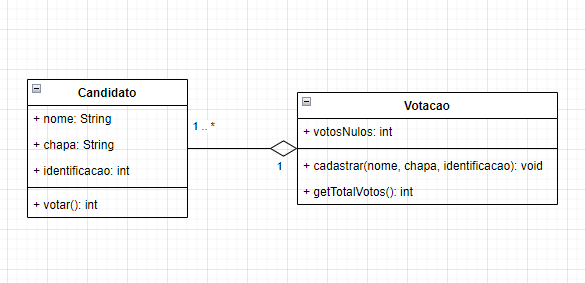 Candidato
+ nome: String
+ chapa: String
+ identificacao: int
+ votar(): int
1 .. *
1
Votacao
+ votosNulos: int
+ cadastrar(nome, chapa, identificacao): void
+ getTotalVotos(): int